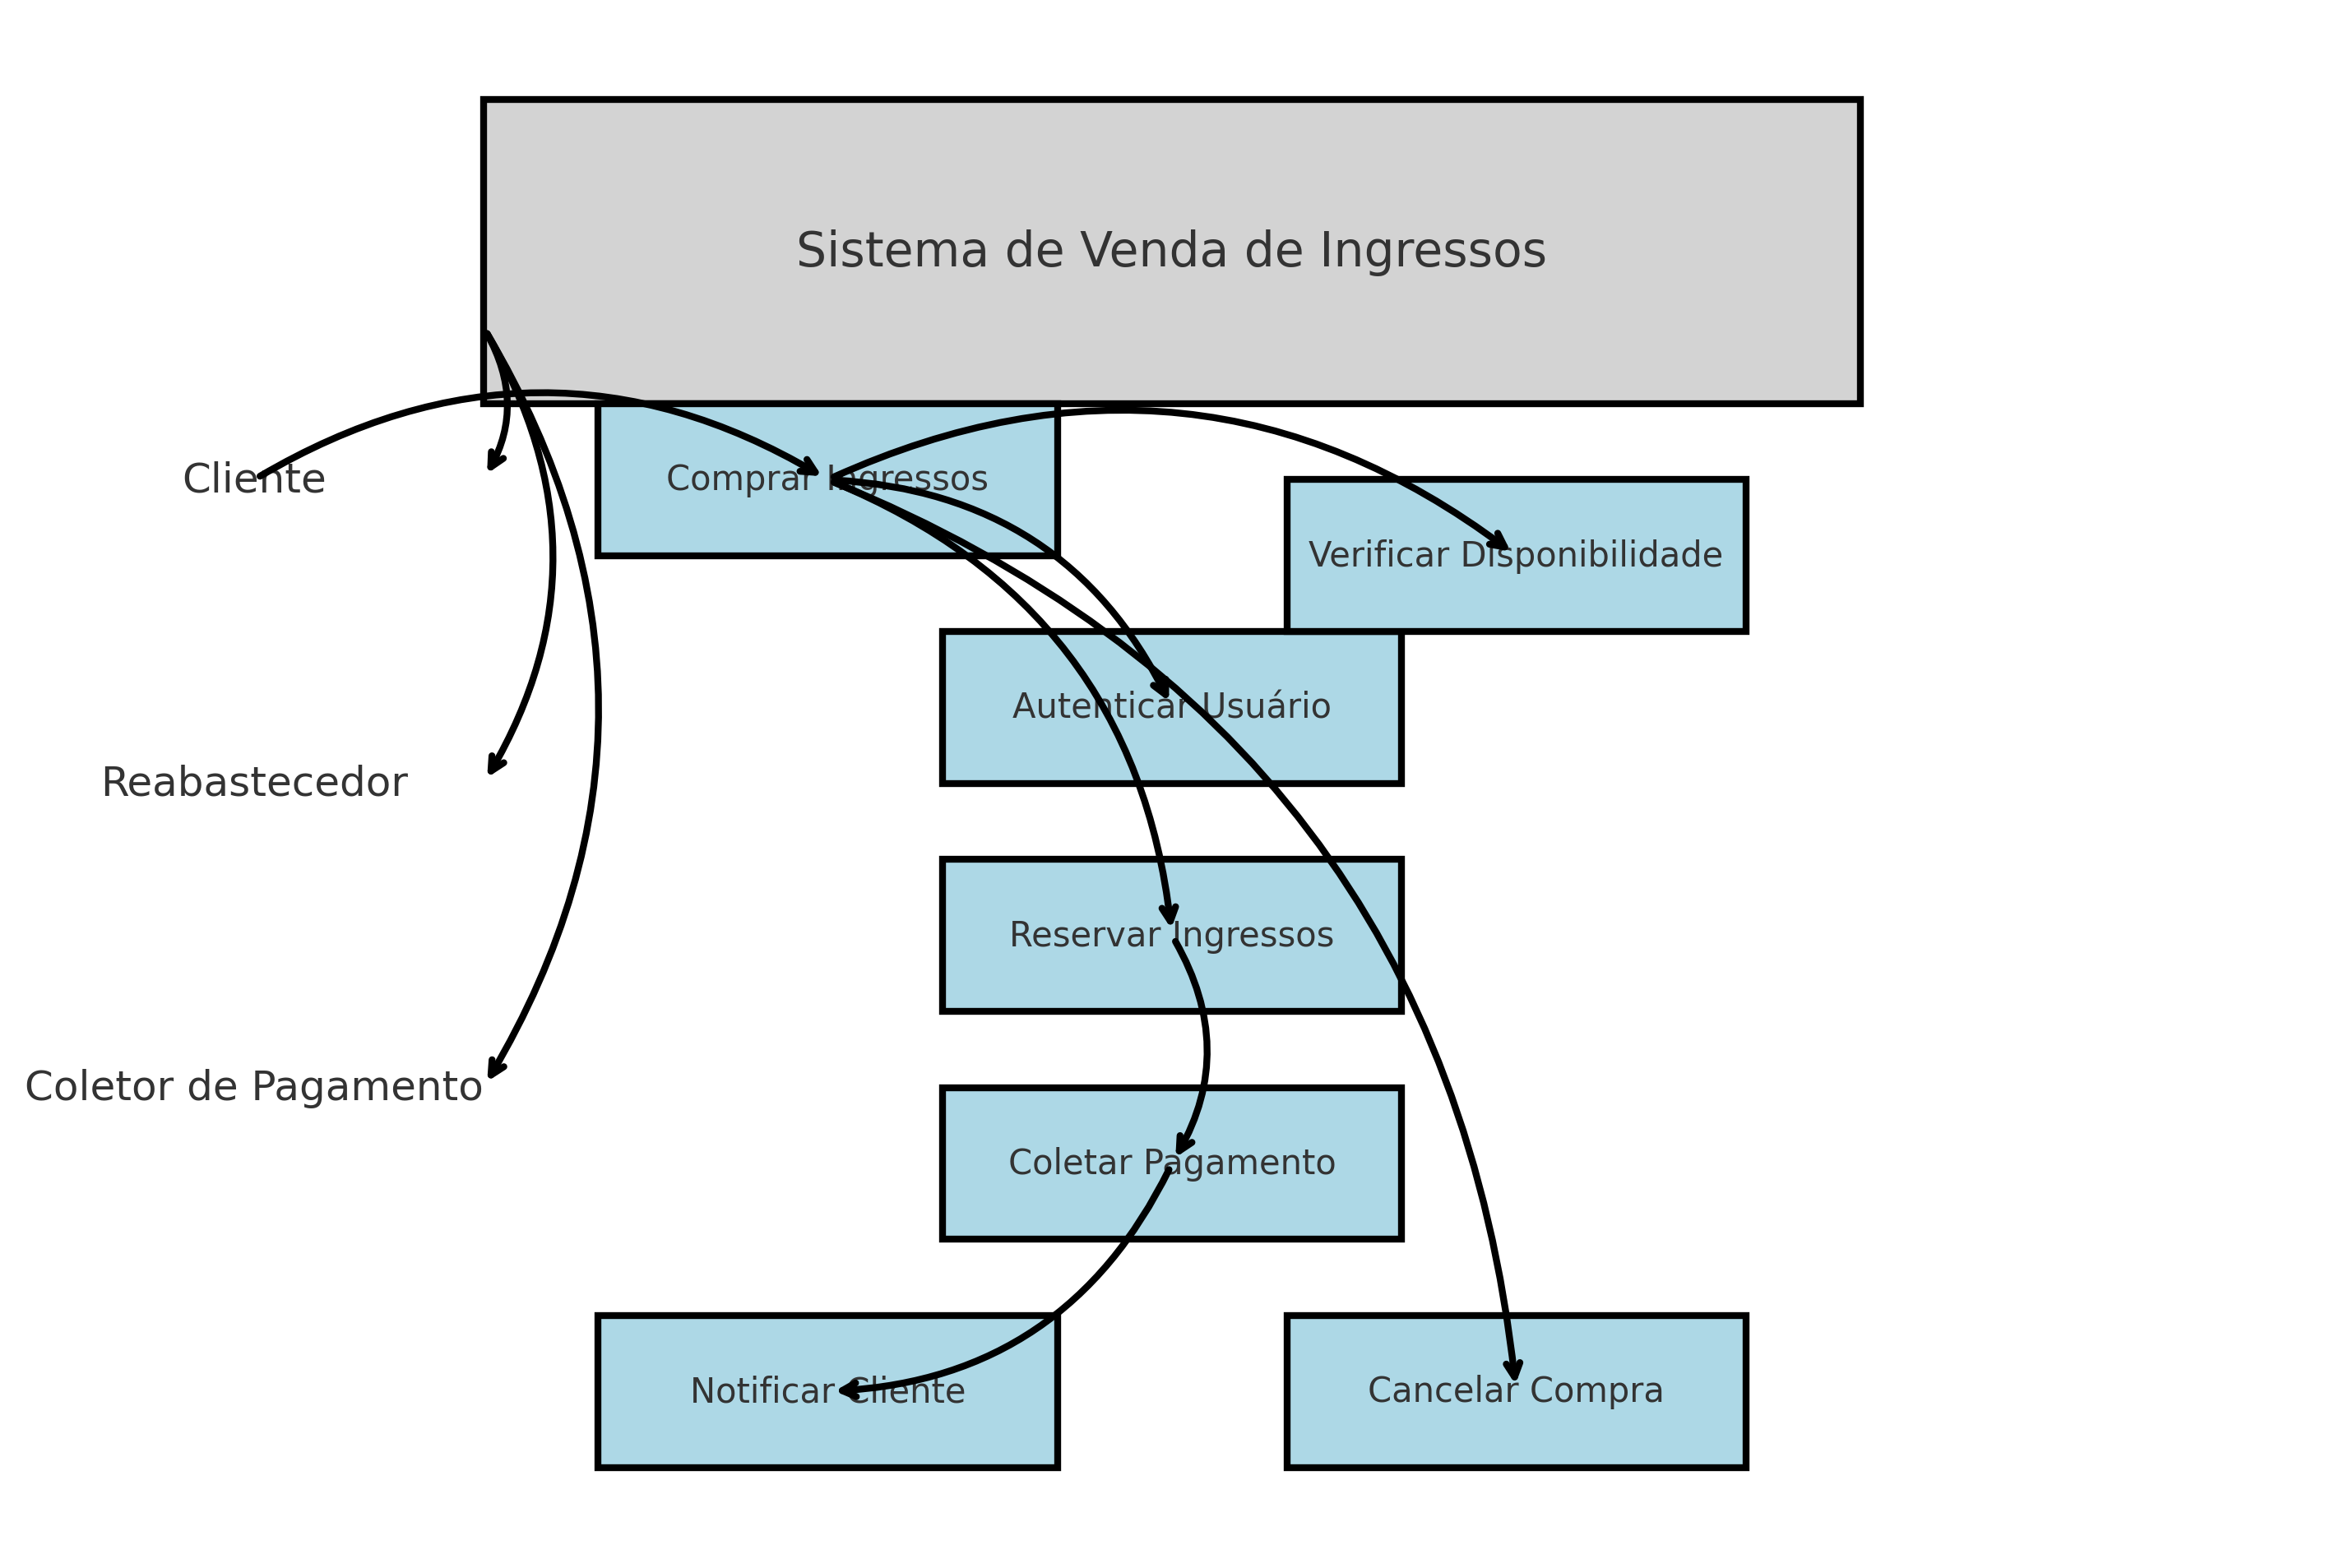 Sistema de Venda de Ingressos
Cliente
Comprar Ingressos
Verificar Disponibilidade
Autenticar Usuário
Reabastecedor
Reservar Ingressos
Coletor de Pagamento
Coletar Pagamento
Notificar Cliente
Cancelar Compra